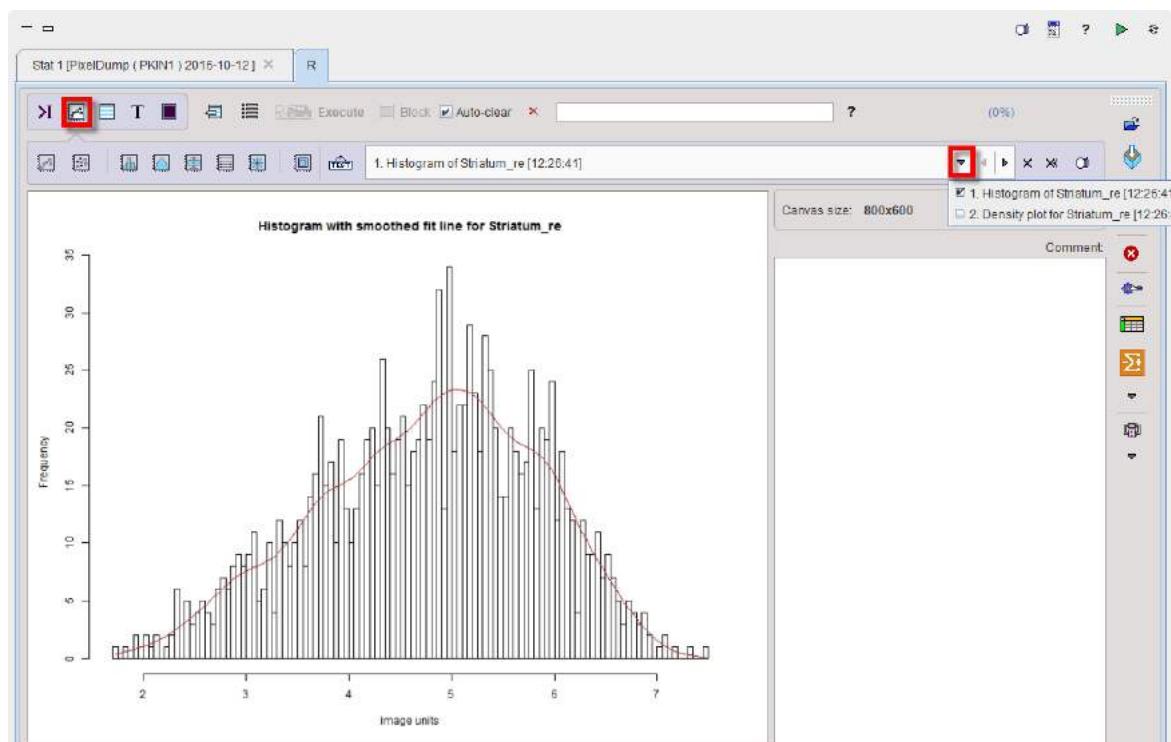 Stat 1 [PixelDump ( PKIN1 ) 2016-10-12 ]
R
T
Execute
Block
Auto-clear
?
(0%)
TEXT
1. Histogram of Striatum_re [12:26:41]
1. Histogram of Striatum_re [12:26:41
2. Density plot for Striatum_re [12:26:
Canvas size: 800x600
Comment:
Histogram with smoothed fit line for Striatum_re
Frequency
35
30
25
20
15
10
5
0
2 3 4 5 6 7
Image units